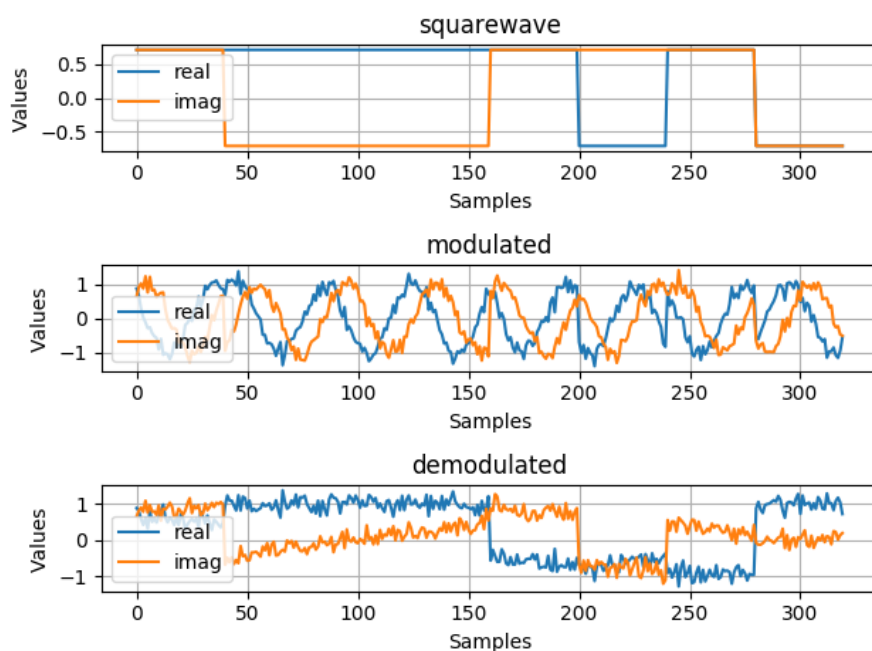 squarewave
Values
0.5
0.0
−0.5
real
imag
0 50 100 150 200 250 300
Samples
modulated
Values
1
0
−1
real
imag
0 50 100 150 200 250 300
Samples
demodulated
Values
1
0
−1
real
imag
0 50 100 150 200 250 300
Samples